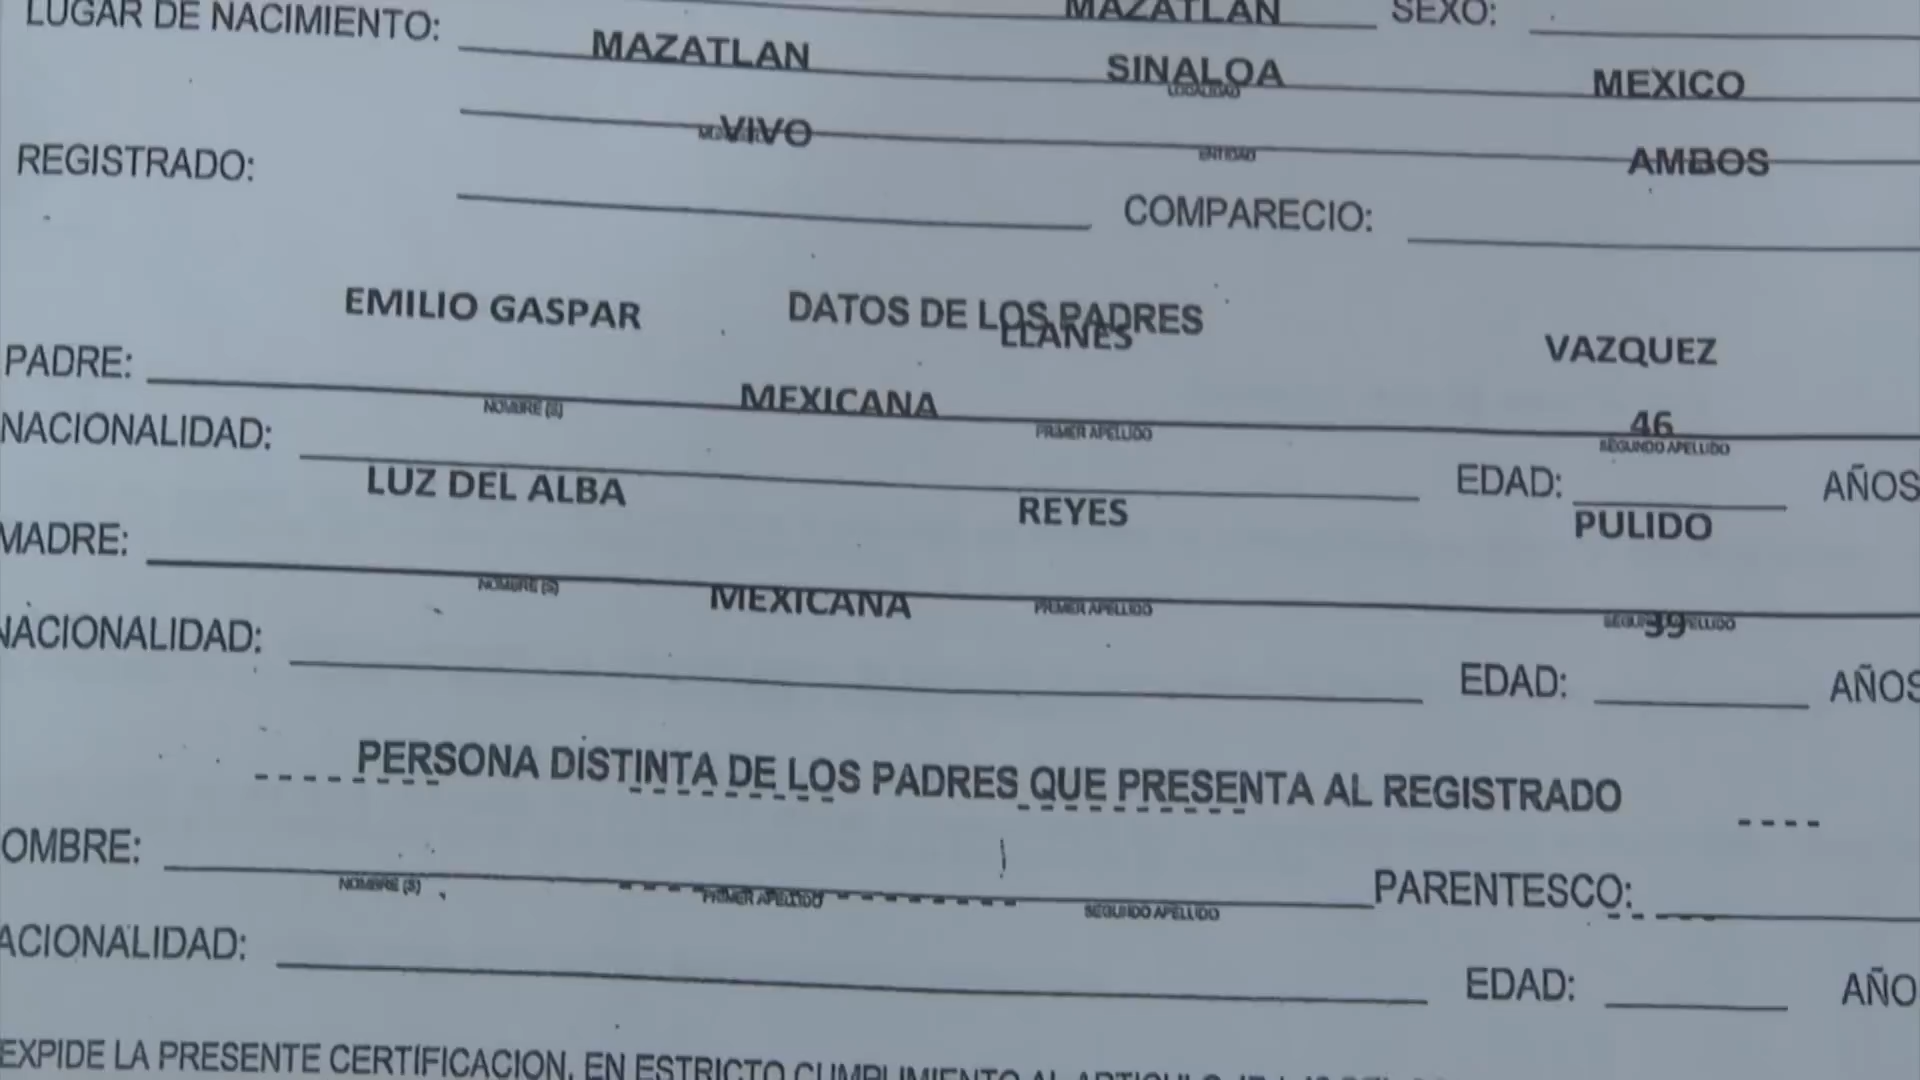 MAZATLAN SEXO:
LUGAR DE NACIMIENTO: MAZATLAN SINALOA MEXICO
LOCALIDAD
VIVO ENTIDAD AMBOS
REGISTRADO: COMPARECIO:
DATOS DE LOS PADRES
EMILIO GASPAR LLANES VAZQUEZ
PADRE:
NOMBRE (S) PRIMER APELLIDO SEGUNDO APELLIDO
MEXICANA 46
NACIONALIDAD: EDAD: AÑOS
LUZ DEL ALBA REYES PULIDO
MADRE:
NOMBRE (S) PRIMER APELLIDO SEGUNDO APELLIDO
MEXICANA 39
NACIONALIDAD: EDAD: AÑOS
PERSONA DISTINTA DE LOS PADRES QUE PRESENTA AL REGISTRADO
OMBRE: PARENTESCO:
NOMBRE (S) PRIMER APELLIDO SEGUNDO APELLIDO
ACIONALIDAD: EDAD: AÑO
EXPIDE LA PRESENTE CERTIFICACION, EN ESTRICTO CUMPLIMIENTO AL ARTICULO